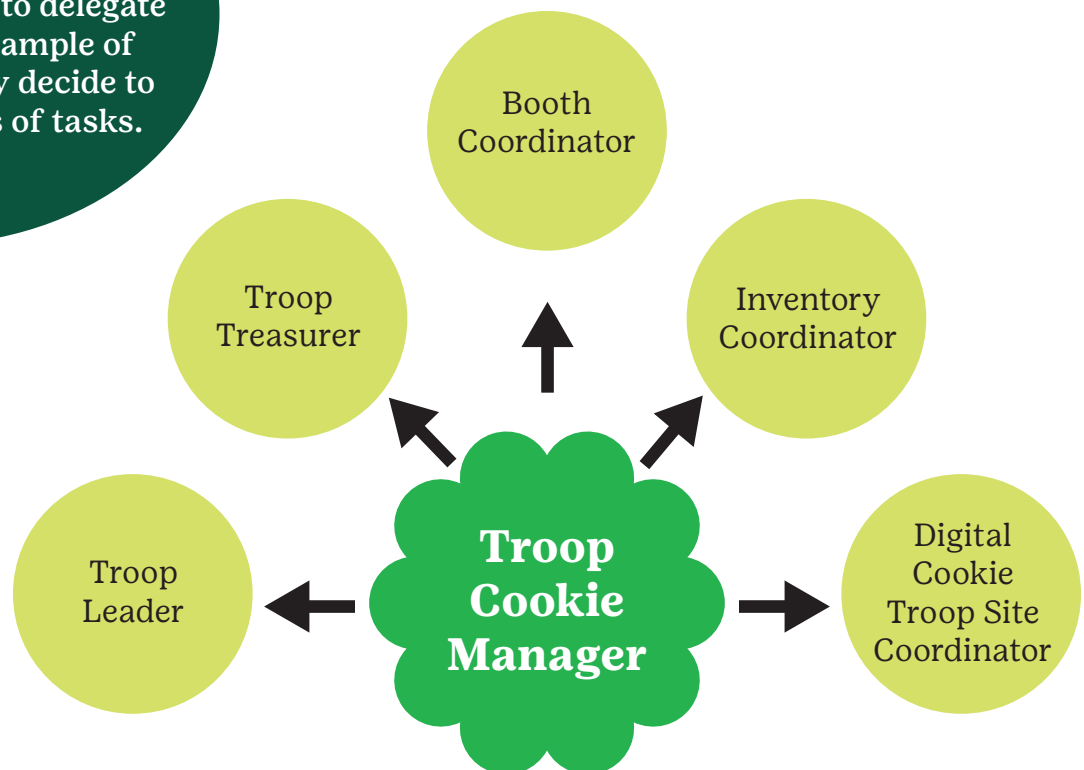 to delegate
ample of
decide to
of tasks.
Booth
Coordinator
Troop
Treasurer
Inventory
Coordinator
Troop
Leader
Troop
Cookie
Manager
Digital
Cookie
Troop Site
Coordinator